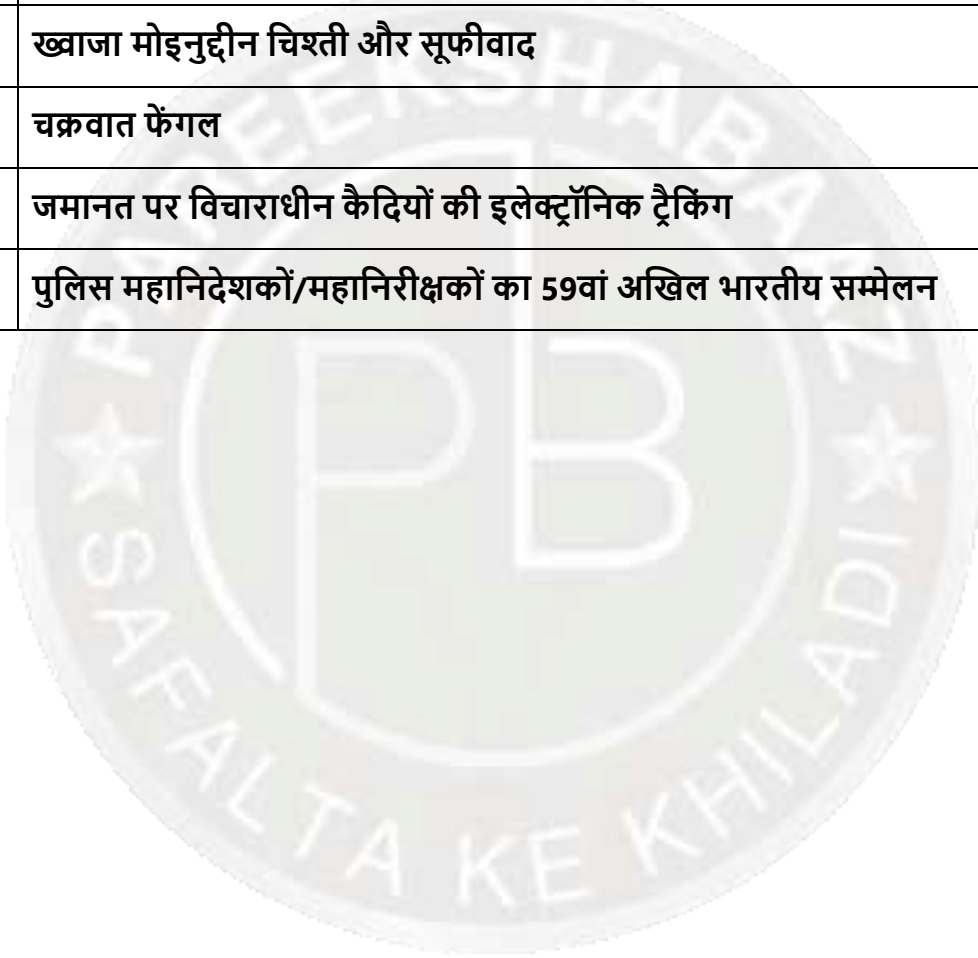 ख्वाजा मोइनुद्दीन चिश्ती और सूफीवाद
चक्रवात फेंगल
जमानत पर विचाराधीन कैदियों की इलेक्ट्रॉनिक ट्रैकिंग
पुलिस महानिदेशकों/महानिरीक्षकों का 59वां अखिल भारतीय सम्मेलन
PAREEKSHABAAZ
PB
SAFALTA KE KHILADI